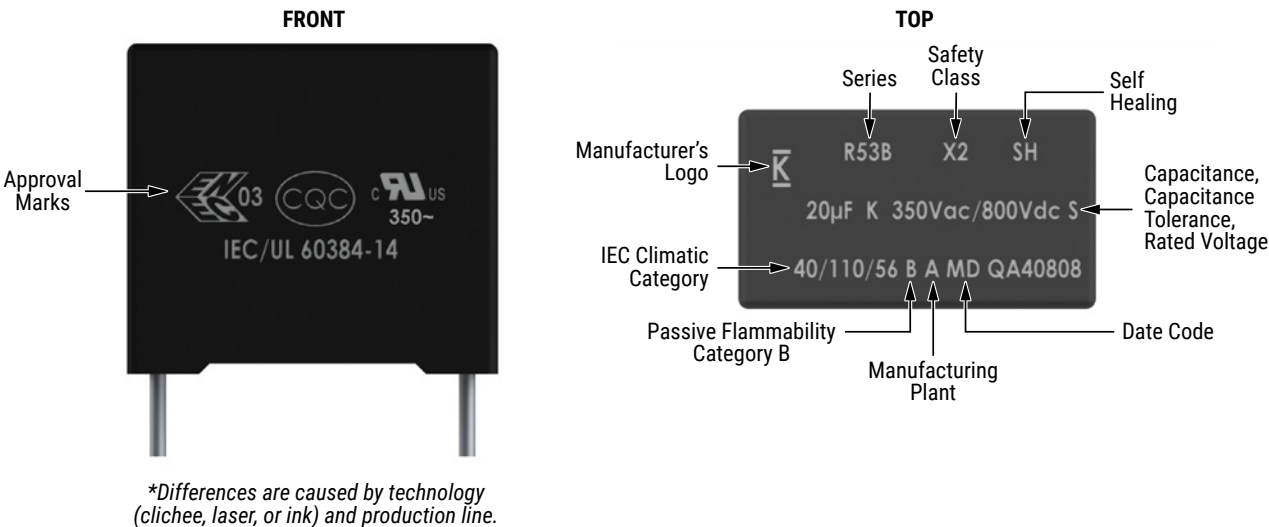 FRONT
Approval
Marks
ENEC 03
CQC
c RU US
350~
IEC/UL 60384-14
*Differences are caused by technology
(clichee, laser, or ink) and production line.
TOP
Series
Safety
Class
Self
Healing
Manufacturer's
Logo
K
R53B X2 SH
20µF K 350Vac/800Vdc S
40/110/56 B A MD QA40808
Capacitance,
Capacitance
Tolerance,
Rated Voltage
IEC Climatic
Category
Passive Flammability
Category B
Manufacturing
Plant
Date Code